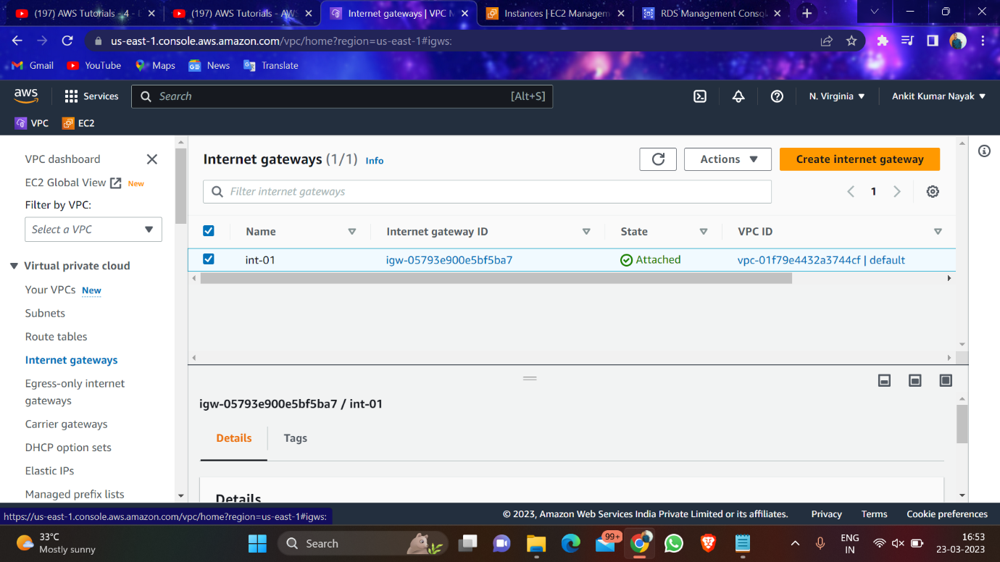 (197) AWS Tutorials - 4 -
(197) AWS Tutorials - AW
Internet gateways | VPC M
Instances | EC2 Managem
RDS Management Conso
us-east-1.console.aws.amazon.com/vpc/home?region=us-east-1#igws:
Gmail
YouTube
Maps
News
Translate
aws
Services
Search
[Alt+S]
N. Virginia
Ankit Kumar Nayak
VPC
EC2
VPC dashboard
EC2 Global View New
Filter by VPC:
Select a VPC
Virtual private cloud
Your VPCs New
Subnets
Route tables
Internet gateways
Egress-only internet
gateways
Carrier gateways
DHCP option sets
Elastic IPs
Managed prefix lists
Internet gateways (1/1) Info
Actions
Create internet gateway
Filter internet gateways
1
Name Internet gateway ID State VPC ID
int-01 igw-05793e900e5bf5ba7 Attached vpc-01f79e4432a3744cf | default
igw-05793e900e5bf5ba7 / int-01
Details
Tags
Details
https://us-east-1.console.aws.amazon.com/vpc/home?region=us-east-1#igws:
© 2023, Amazon Web Services India Private Limited or its affiliates.
Privacy
Terms
Cookie preferences
33°C
Mostly sunny
Search
99+
ENG
IN
16:53
23-03-2023